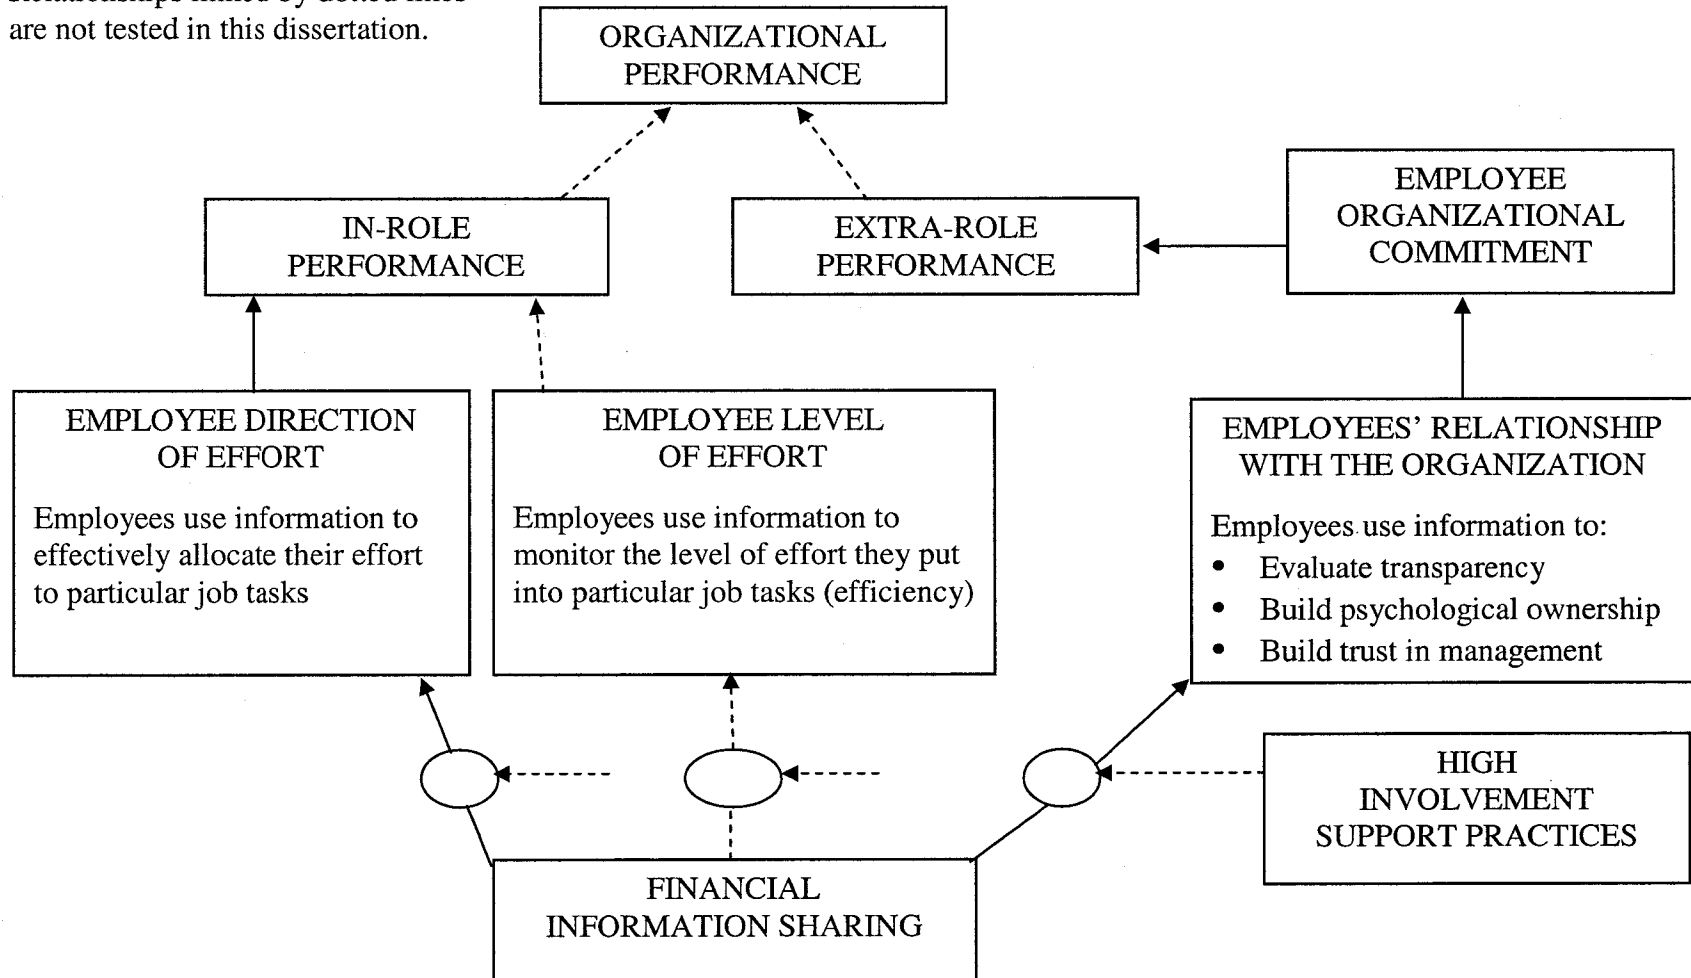 are not tested in this dissertation.
ORGANIZATIONAL
PERFORMANCE
IN-ROLE
PERFORMANCE
EXTRA-ROLE
PERFORMANCE
EMPLOYEE
ORGANIZATIONAL
COMMITMENT
EMPLOYEE DIRECTION
OF EFFORT
Employees use information to
effectively allocate their effort
to particular job tasks
EMPLOYEE LEVEL
OF EFFORT
Employees use information to
monitor the level of effort they put
into particular job tasks (efficiency)
EMPLOYEES’ RELATIONSHIP
WITH THE ORGANIZATION
Employees use information to:
• Evaluate transparency
• Build psychological ownership
• Build trust in management
HIGH
INVOLVEMENT
SUPPORT PRACTICES
FINANCIAL
INFORMATION SHARING